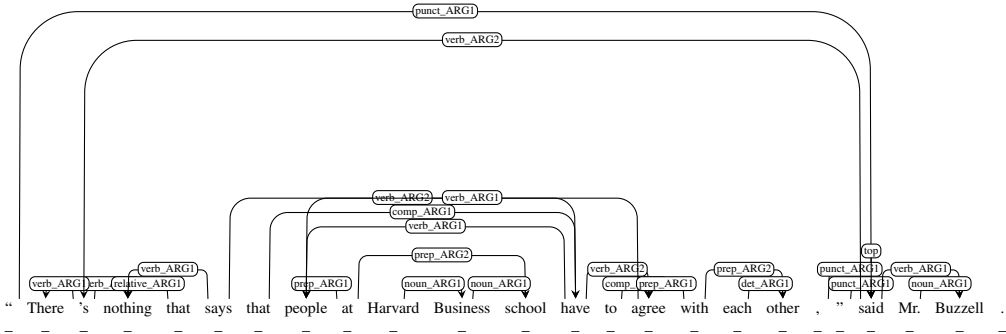 punct_ARG1
verb_ARG2
verb_ARG2 verb_ARG1
comp_ARG1
verb_ARG1
prep_ARG2
top
verb_ARG1 verb_ARG2 prep_ARG2 punct_ARG1 verb_ARG1
verb_ARG1 relative_ARG1 prep_ARG1 noun_ARG1 noun_ARG1 prep_ARG1 det_ARG1 punct_ARG1 noun_ARG1
“ There ’s nothing that says that people at Harvard Business school have to agree with each other , ” said Mr. Buzzell .